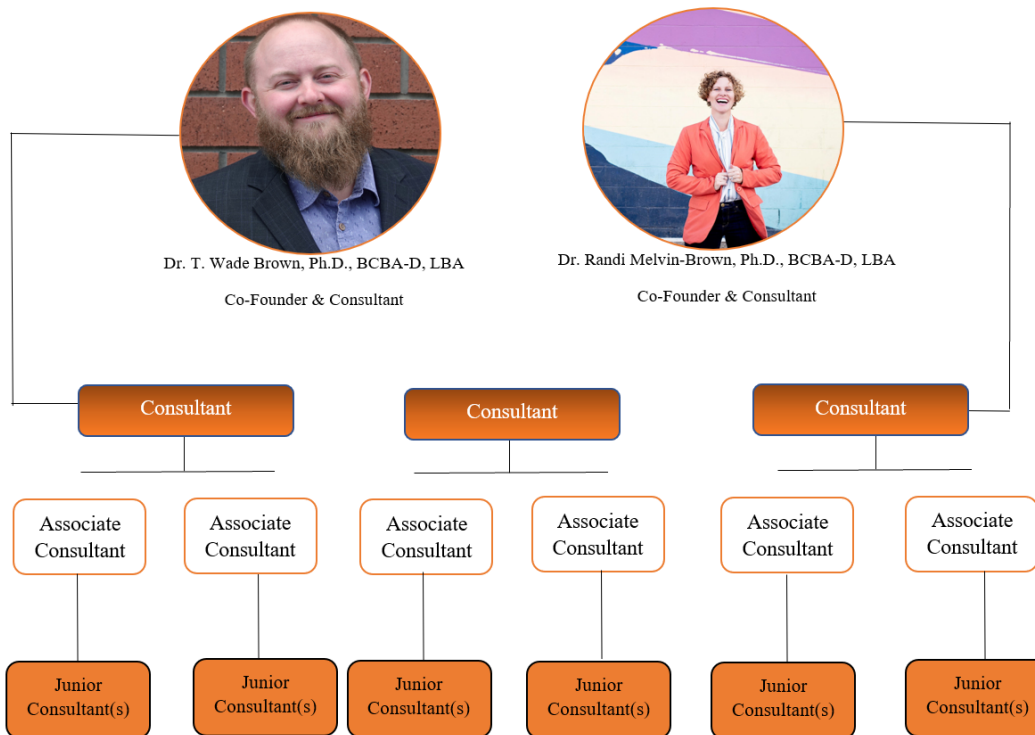 Dr. T. Wade Brown, Ph.D., BCBA-D, LBA
Co-Founder & Consultant
Dr. Randi Melvin-Brown, Ph.D., BCBA-D, LBA
Co-Founder & Consultant
Consultant
Consultant
Consultant
Associate
Consultant
Associate
Consultant
Associate
Consultant
Associate
Consultant
Associate
Consultant
Associate
Consultant
Junior
Consultant(s)
Junior
Consultant(s)
Junior
Consultant(s)
Junior
Consultant(s)
Junior
Consultant(s)
Junior
Consultant(s)